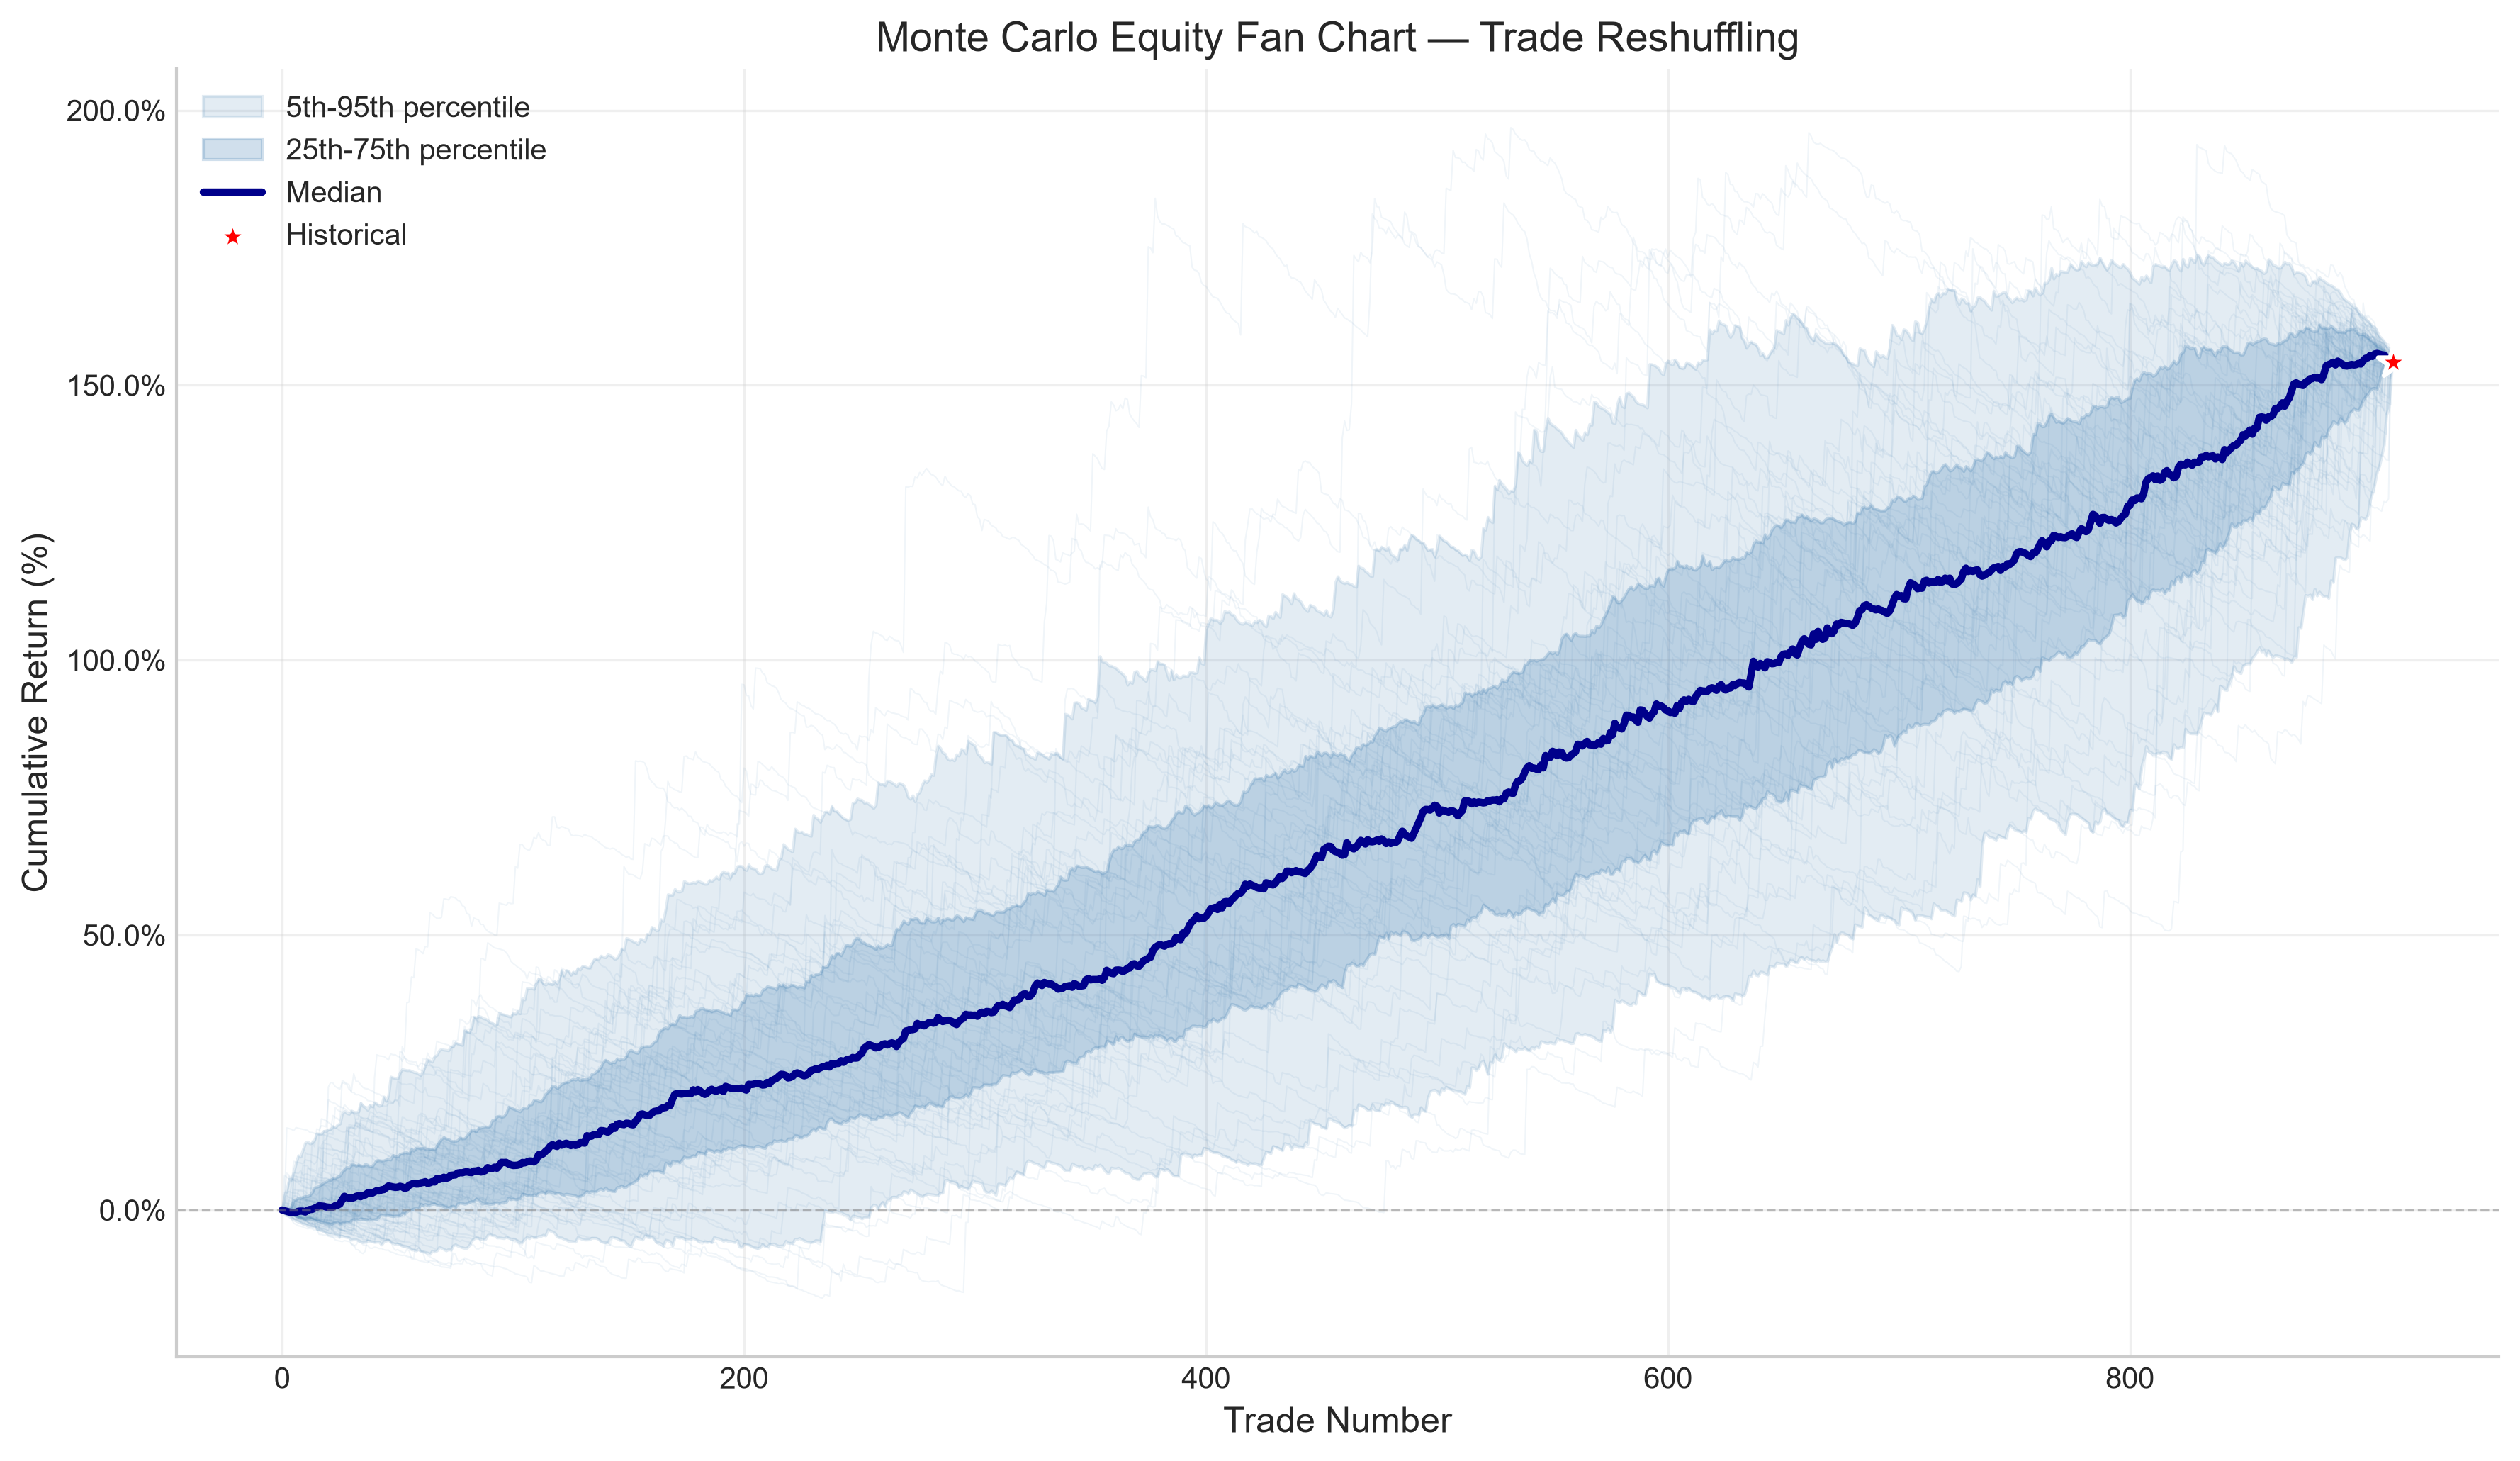 Monte Carlo Equity Fan Chart — Trade Reshuffling
5th-95th percentile
25th-75th percentile
Median
Historical
Cumulative Return (%)
200.0%
150.0%
100.0%
50.0%
0.0%
0
200
400
600
800
Trade Number